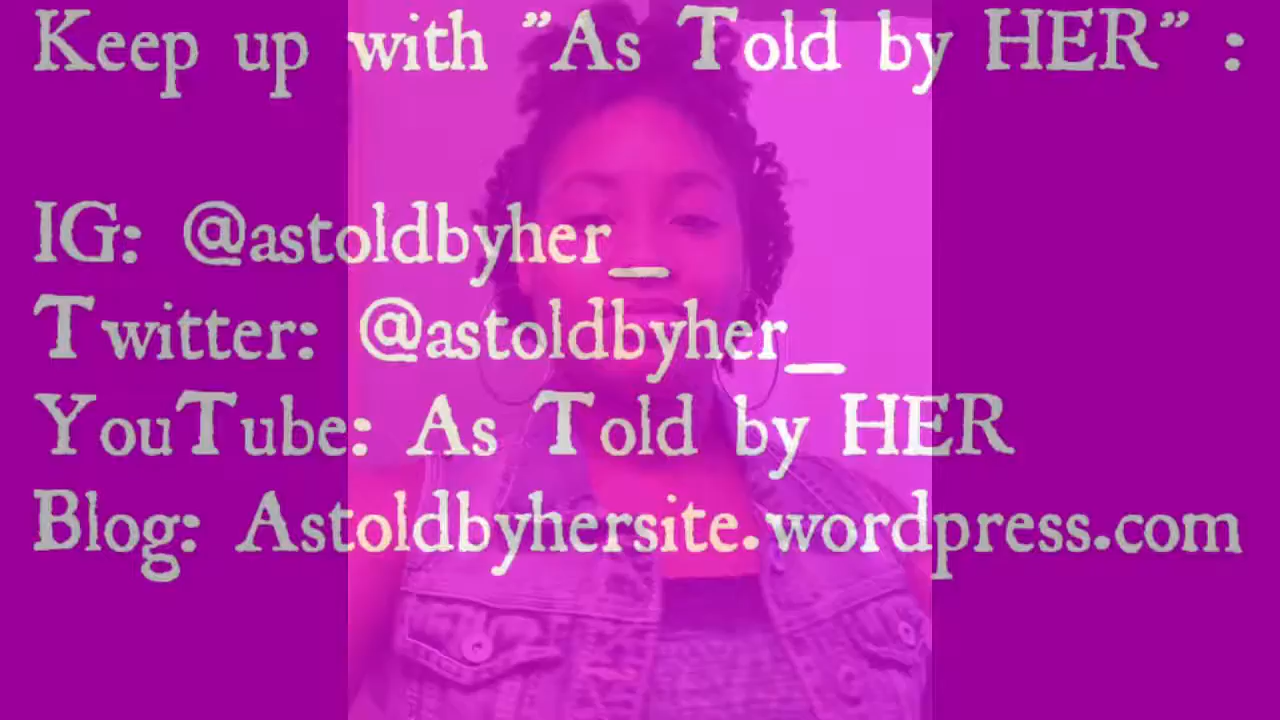 Keep up with "As Told by HER" :
IG: @astoldbyher_
Twitter: @astoldbyher_
YouTube: As Told by HER
Blog: Astoldbyhersite.wordpress.com